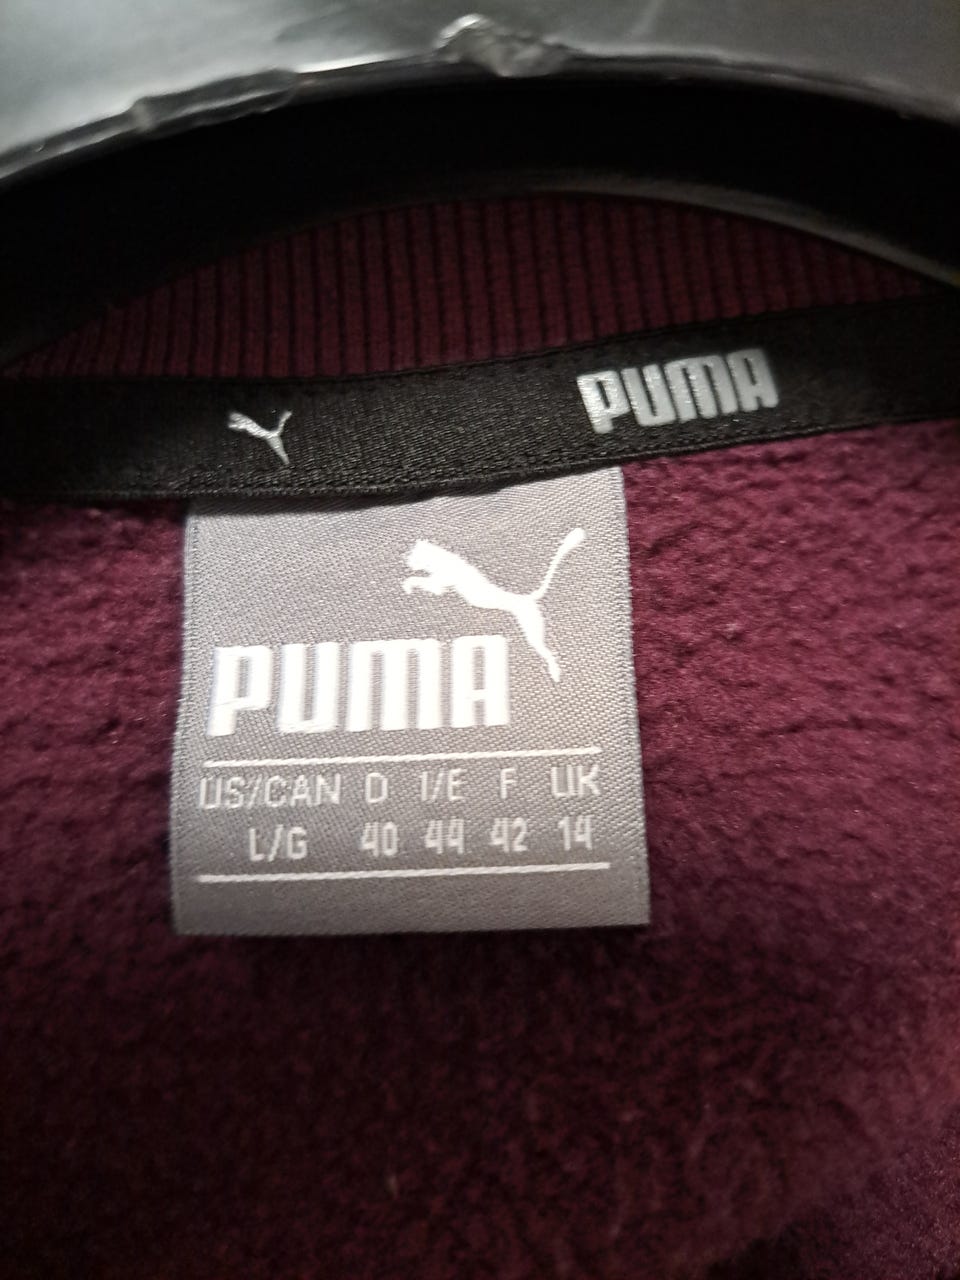 PUMA
PUMA
US/CAN D I/E F UK
L/G 40 44 42 14